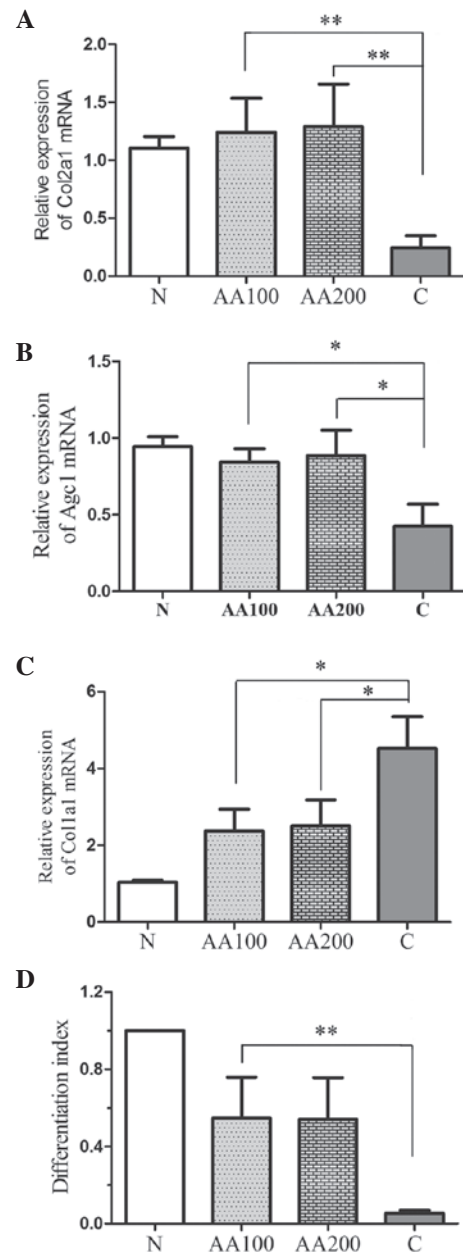 A
**
**
2.0
1.5
1.0
0.5
0.0
Relative expression
of Col2a1 mRNA
N AA100 AA200 C
B
*
*
1.5
1.0
0.5
0.0
Relative expression
of Agc1 mRNA
N AA100 AA200 C
C
*
*
6
4
2
0
Relative expression
of Col1a1 mRNA
N AA100 AA200 C
D
**
1.2
0.8
0.4
0.0
Differentiation index
N AA100 AA200 C